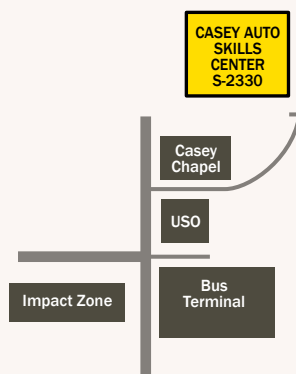 CASEY AUTO
SKILLS
CENTER
S-2330
Casey
Chapel
USO
Impact Zone
Bus
Terminal